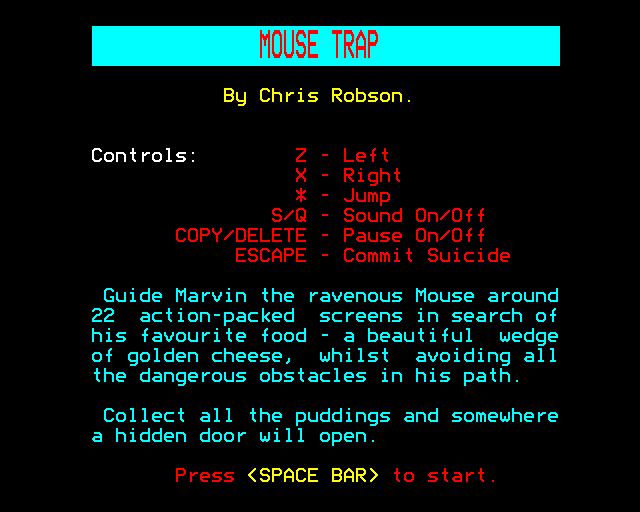 MOUSE TRAP
By Chris Robson.
Controls: Z - Left
X - Right
* - Jump
S/Q - Sound On/Off
COPY/DELETE - Pause On/Off
ESCAPE - Commit Suicide
Guide Marvin the ravenous Mouse around
22 action-packed screens in search of
his favourite food - a beautiful wedge
of golden cheese, whilst avoiding all
the dangerous obstacles in his path.
Collect all the puddings and somewhere
a hidden door will open.
Press <SPACE BAR> to start.